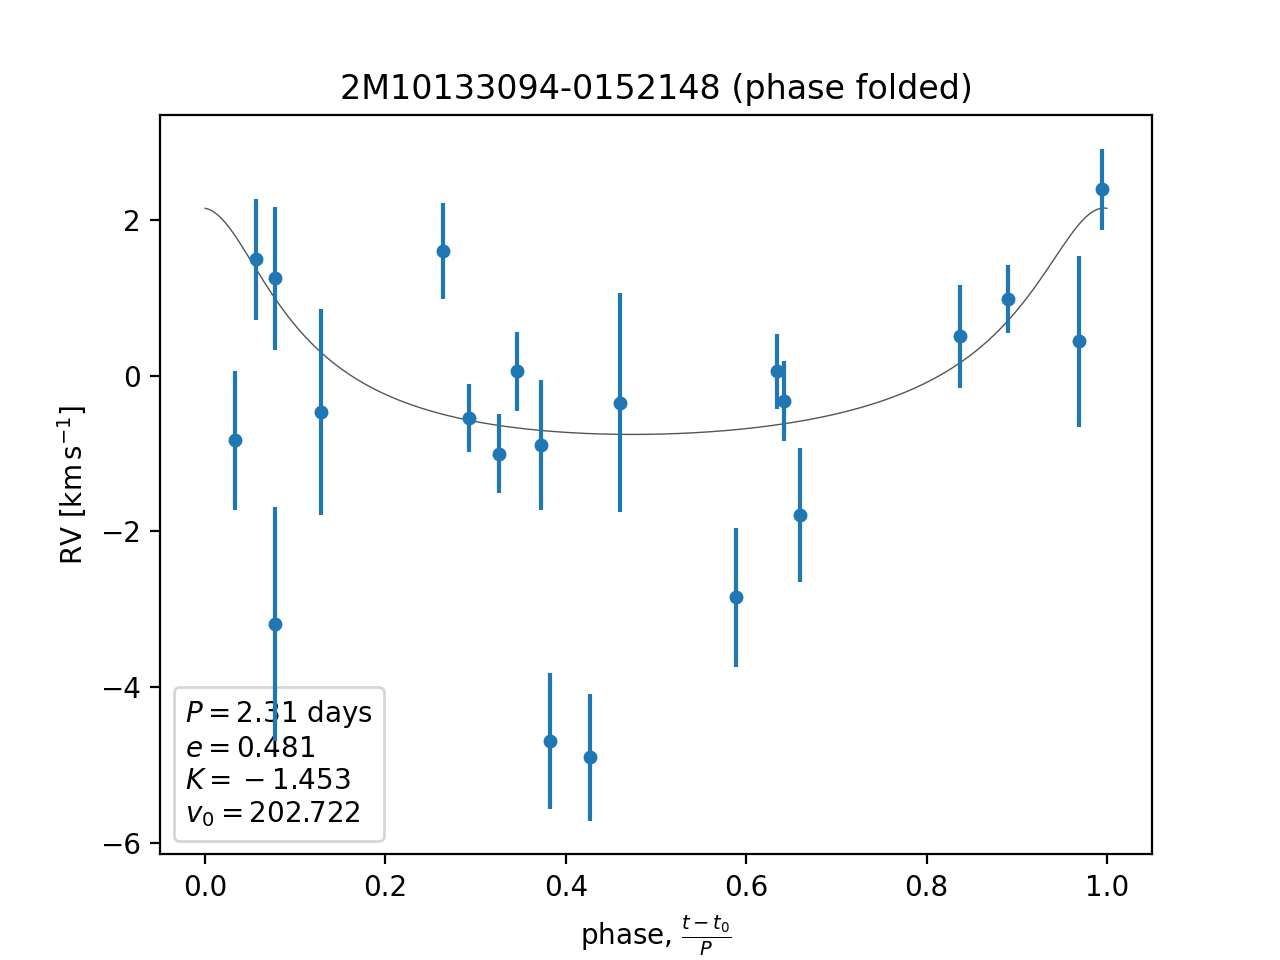 2M10133094-0152148 (phase folded)
RV [km s⁻¹]
2
0
−2
−4
−6
P = 2.31 days
e = 0.481
K = −1.453
v₀ = 202.722
0.0 0.2 0.4 0.6 0.8 1.0
phase, (t − t₀)/P